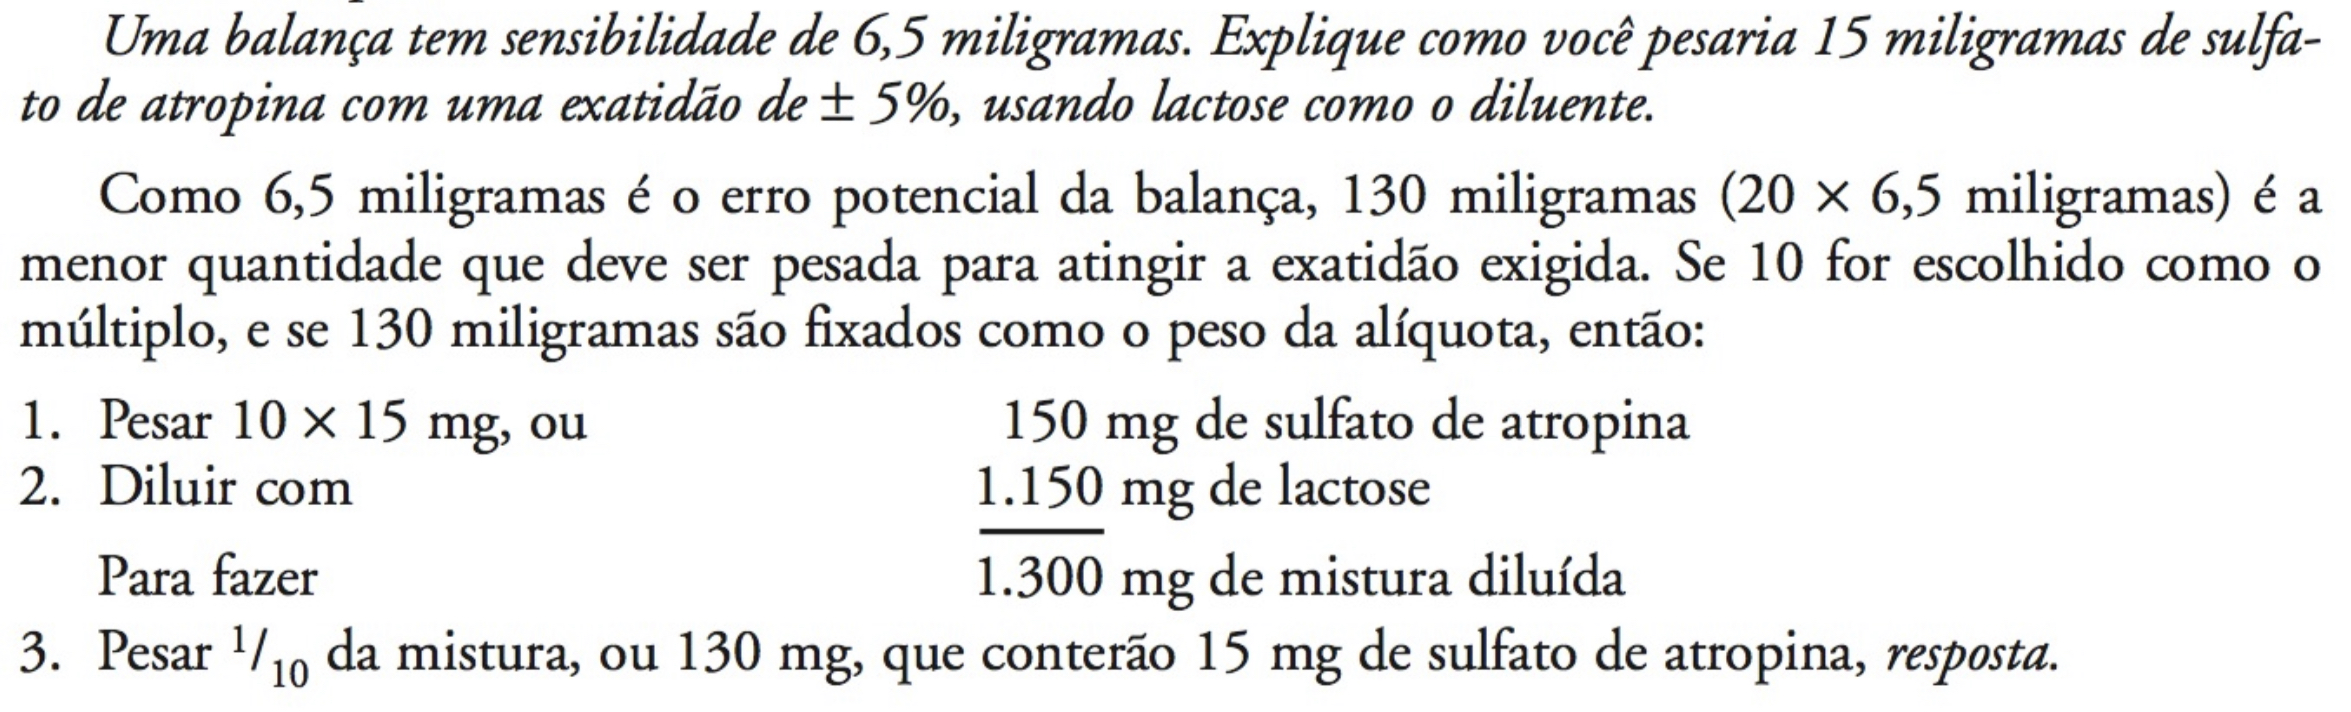 Uma balança tem sensibilidade de 6,5 miligramas. Explique como você pesaria 15 miligramas de sulfa-
to de atropina com uma exatidão de ± 5%, usando lactose como o diluente.
Como 6,5 miligramas é o erro potencial da balança, 130 miligramas (20 × 6,5 miligramas) é a
menor quantidade que deve ser pesada para atingir a exatidão exigida. Se 10 for escolhido como o
múltiplo, e se 130 miligramas são fixados como o peso da alíquota, então:
1. Pesar 10 × 15 mg, ou 150 mg de sulfato de atropina
2. Diluir com 1.150 mg de lactose
Para fazer 1.300 mg de mistura diluída
3. Pesar 1/10 da mistura, ou 130 mg, que conterão 15 mg de sulfato de atropina, resposta.